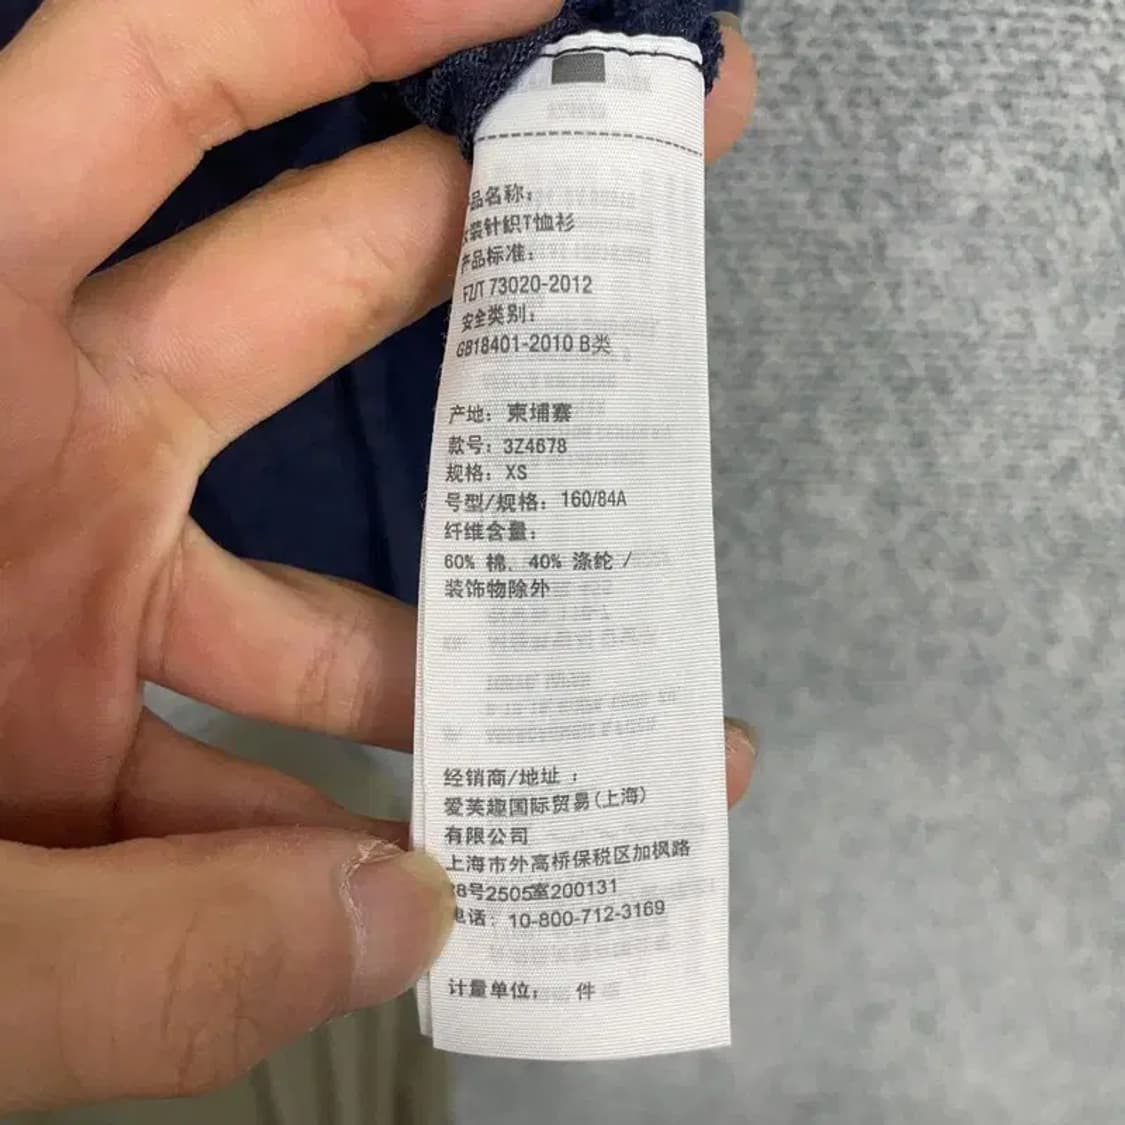 品名称:
装针织T恤衫
产品标准:
FZ/T 73020-2012
安全类别:
GB18401-2010 B类
产地: 柬埔寨
款号: 3Z4678
规格: XS
号型/规格: 160/84A
纤维含量:
60% 棉、40% 涤纶 /
装饰物除外
经销商/地址 :
爱芙趣国际贸易(上海)
有限公司
上海市外高桥保税区加枫路
8号2505室200131
电话: 10-800-712-3169
计量单位: 件